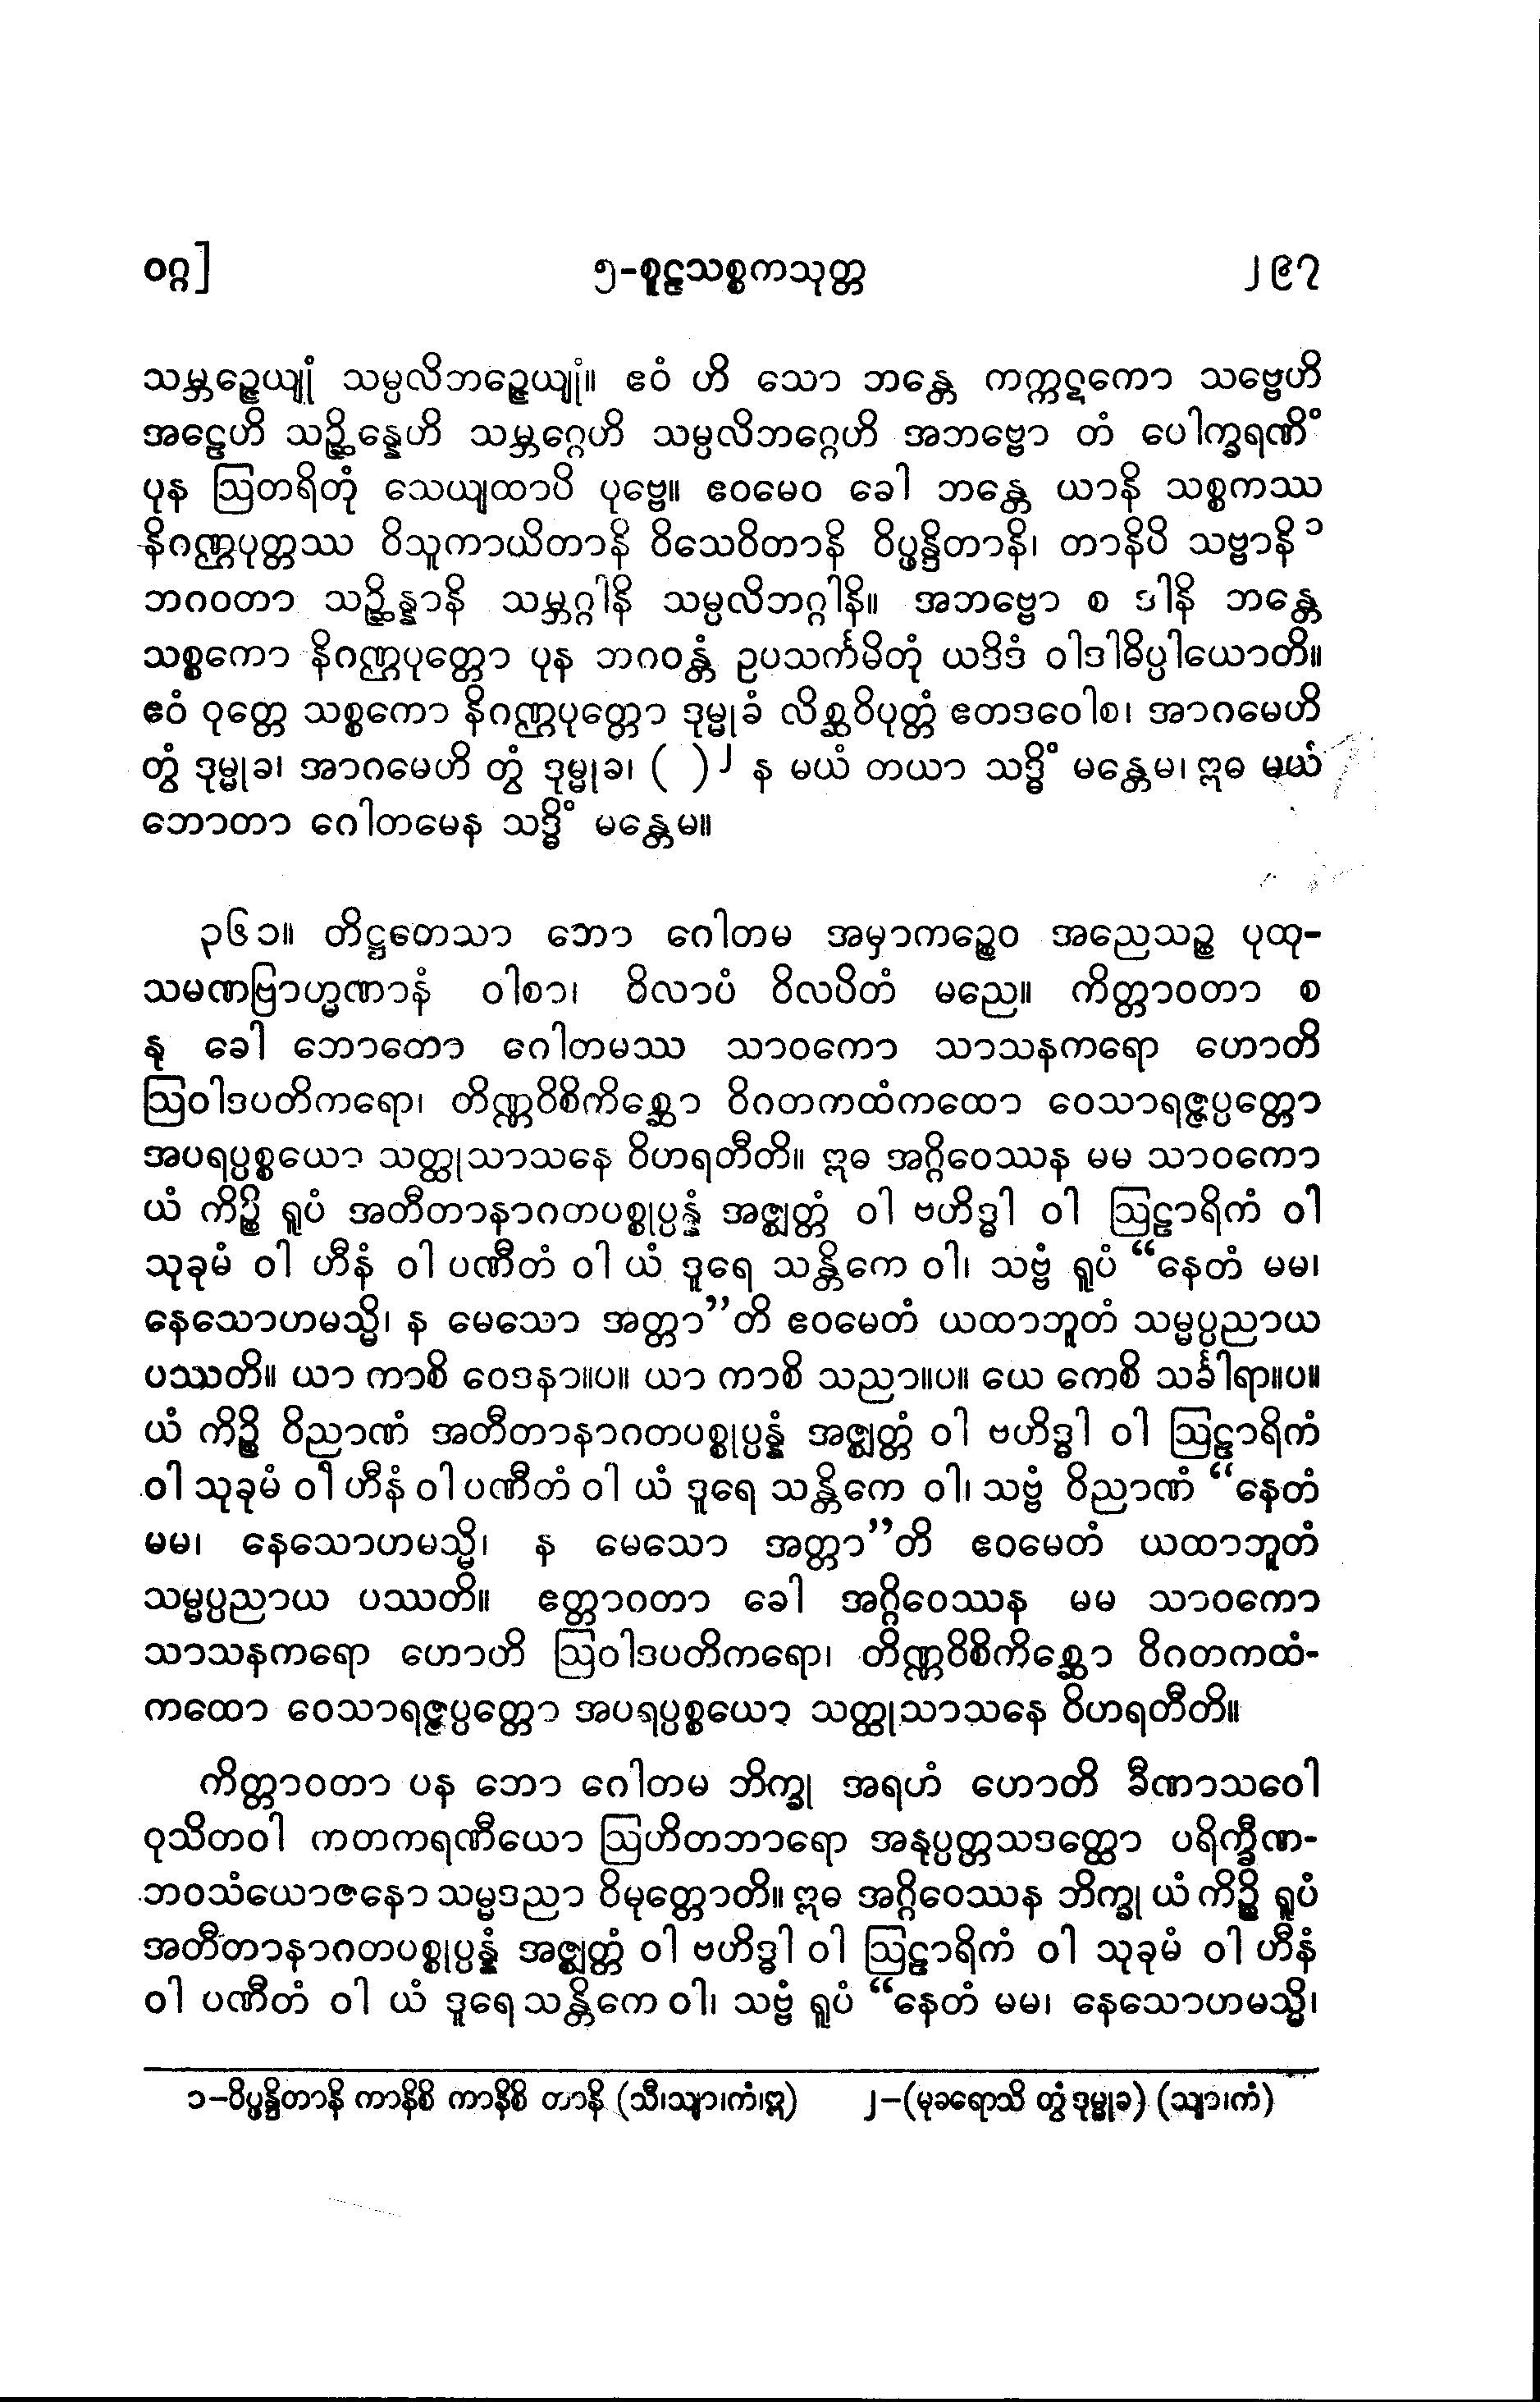 ဝဂ္ဂ]
၅-စူဠသစ္စကသုတ္တ
၂၉၇
သမ္ဘဉ္ဇေယျုံ သမ္ပလိဘဉ္ဇေယျုံ။ ဧဝံ ဟိ သော ဘန္တေ ကက္ကဋကော သဗ္ဗေဟိ
အဠေဟိ သဉ္ဆိန္နေဟိ သမ္ဘဂ္ဂေဟိ သမ္ပလိဘဂ္ဂေဟိ အဘဗ္ဗော တံ ပေါက္ခရဏိံ
ပုန ဩတရိတုံ သေယျထာပိ ပုဗ္ဗေ။ ဧဝမေဝ ခေါ ဘန္တေ ယာနိ သစ္စကဿ
နိဂဏ္ဌပုတ္တဿ ဝိသူကာယိတာနိ ဝိသေဝိတာနိ ဝိပ္ဖန္ဒိတာနိ၊ တာနိပိ သဗ္ဗာနိ ၁
ဘဂဝတာ သဉ္ဆိန္နာနိ သမ္ဘဂ္ဂါနိ သမ္ပလိဘဂ္ဂါနိ။ အဘဗ္ဗော စ ဒါနိ ဘန္တေ
သစ္စကော နိဂဏ္ဌပုတ္တော ပုန ဘဂဝန္တံ ဥပသင်္ကမိတုံ ယဒိဒံ ဝါဒါဓိပ္ပါယောတိ။
ဧဝံ ဝုတ္တေ သစ္စကော နိဂဏ္ဌပုတ္တော ဒုမ္မုခံ လိစ္ဆဝိပုတ္တံ ဧတဒဝေါစ၊ အာဂမေဟိ
တွံ ဒုမ္မုခ၊ အာဂမေဟိ တွံ ဒုမ္မုခ၊ ( )၂ န မယံ တယာ သဒ္ဓိံ မန္တေမ၊ ဣဓ မယံ
ဘောတာ ဂေါတမေန သဒ္ဓိံ မန္တေမ။
၃၆၁။ တိဋ္ဌတေသာ ဘော ဂေါတမ အမှာကဉ္စေဝ အညေသဉ္စ ပုထု-
သမဏဗြာဟ္မဏာနံ ဝါစာ၊ ဝိလာပံ ဝိလပိတံ မညေ။ ကိတ္တာဝတာ စ
နု ခေါ ဘောတော ဂေါတမဿ သာဝကော သာသနကရော ဟောတိ
ဩဝါဒပတိကရော၊ တိဏ္ဏဝိစိကိစ္ဆော ဝိဂတကထံကထော ဝေသာရဇ္ဇပ္ပတ္တော
အပရပ္ပစ္စယော သတ္ထုသာသနေ ဝိဟရတီတိ။ ဣဓ အဂ္ဂိဝေဿန မမ သာဝကော
ယံ ကိဉ္စိ ရူပံ အတီတာနာဂတပစ္စုပ္ပန္နံ အဇ္ဈတ္တံ ဝါ ဗဟိဒ္ဓါ ဝါ ဩဠာရိကံ ဝါ
သုခုမံ ဝါ ဟီနံ ဝါ ပဏီတံ ဝါ ယံ ဒူရေ သန္တိကေ ဝါ၊ သဗ္ဗံ ရူပံ “နေတံ မမ၊
နေသောဟမသ္မိ၊ န မေသော အတ္တာ”တိ ဧဝမေတံ ယထာဘူတံ သမ္မပ္ပညာယ
ပဿတိ။ ယာ ကာစိ ဝေဒနာ။ပ။ ယာ ကာစိ သညာ။ပ။ ယေ ကေစိ သင်္ခါရာ။ပ။
ယံ ကိဉ္စိ ဝိညာဏံ အတီတာနာဂတပစ္စုပ္ပန္နံ အဇ္ဈတ္တံ ဝါ ဗဟိဒ္ဓါ ဝါ ဩဠာရိကံ
ဝါ သုခုမံ ဝါ ဟီနံ ဝါ ပဏီတံ ဝါ ယံ ဒူရေ သန္တိကေ ဝါ၊ သဗ္ဗံ ဝိညာဏံ “နေတံ
မမ၊ နေသောဟမသ္မိ၊ န မေသော အတ္တာ”တိ ဧဝမေတံ ယထာဘူတံ
သမ္မပ္ပညာယ ပဿတိ။ ဧတ္တာဝတာ ခေါ အဂ္ဂိဝေဿန မမ သာဝကော
သာသနကရော ဟောတိ ဩဝါဒပတိကရော၊ တိဏ္ဏဝိစိကိစ္ဆော ဝိဂတကထံ-
ကထော ဝေသာရဇ္ဇပ္ပတ္တော အပရပ္ပစ္စယော သတ္ထုသာသနေ ဝိဟရတီတိ။
ကိတ္တာဝတာ ပန ဘော ဂေါတမ ဘိက္ခု အရဟံ ဟောတိ ခီဏာသဝေါ
ဝုသိတဝါ ကတကရဏီယော ဩဟိတဘာရော အနုပ္ပတ္တသဒတ္ထော ပရိက္ခီဏ-
ဘဝသံယောဇနော သမ္မဒညာ ဝိမုတ္တောတိ။ ဣဓ အဂ္ဂိဝေဿန ဘိက္ခု ယံ ကိဉ္စိ ရူပံ
အတီတာနာဂတပစ္စုပ္ပန္နံ အဇ္ဈတ္တံ ဝါ ဗဟိဒ္ဓါ ဝါ ဩဠာရိကံ ဝါ သုခုမံ ဝါ ဟီနံ
ဝါ ပဏီတံ ဝါ ယံ ဒူရေ သန္တိကေ ဝါ၊ သဗ္ဗံ ရူပံ “နေတံ မမ၊ နေသောဟမသ္မိ၊
၁-ဝိပ္ဖန္ဒိတာနိ ကာနိစိ ကာနိစိ တာနိ (သီ၊သျာ၊ကံ၊ဣ) ၂-(မုခရောသိ တွံ ဒုမ္မုခ) (သျာ၊ကံ)